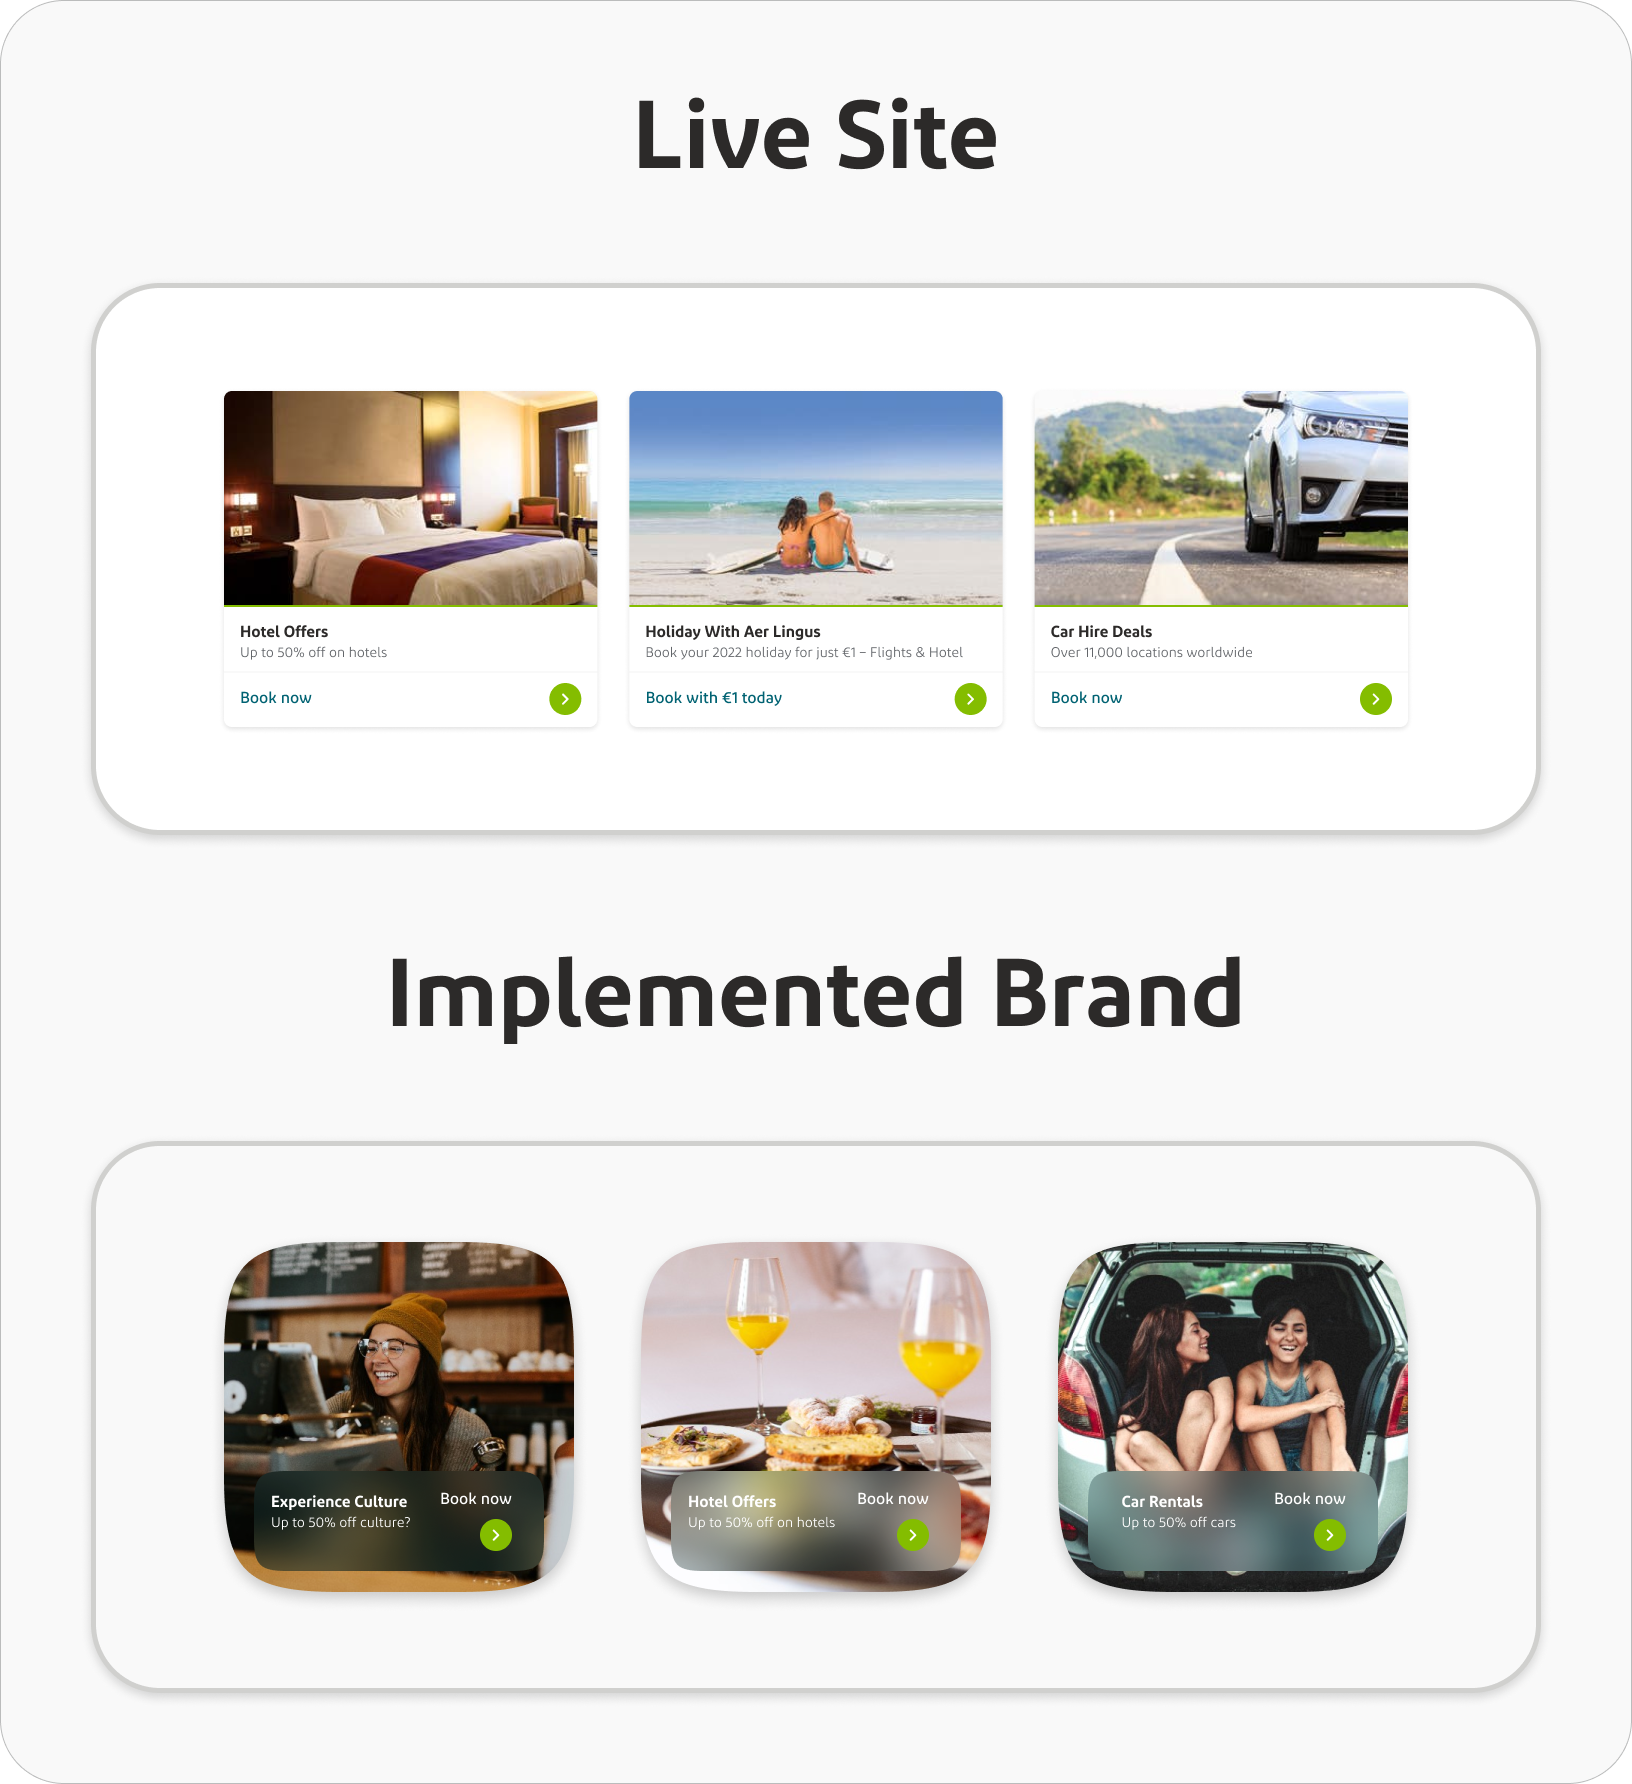 Live Site
Hotel Offers
Up to 50% off on hotels
Book now
Holiday With Aer Lingus
Book your 2022 holiday for just €1 – Flights & Hotel
Book with €1 today
Car Hire Deals
Over 11,000 locations worldwide
Book now
Implemented Brand
Experience Culture
Up to 50% off culture?
Book now
Hotel Offers
Up to 50% off on hotels
Book now
Car Rentals
Up to 50% off cars
Book now